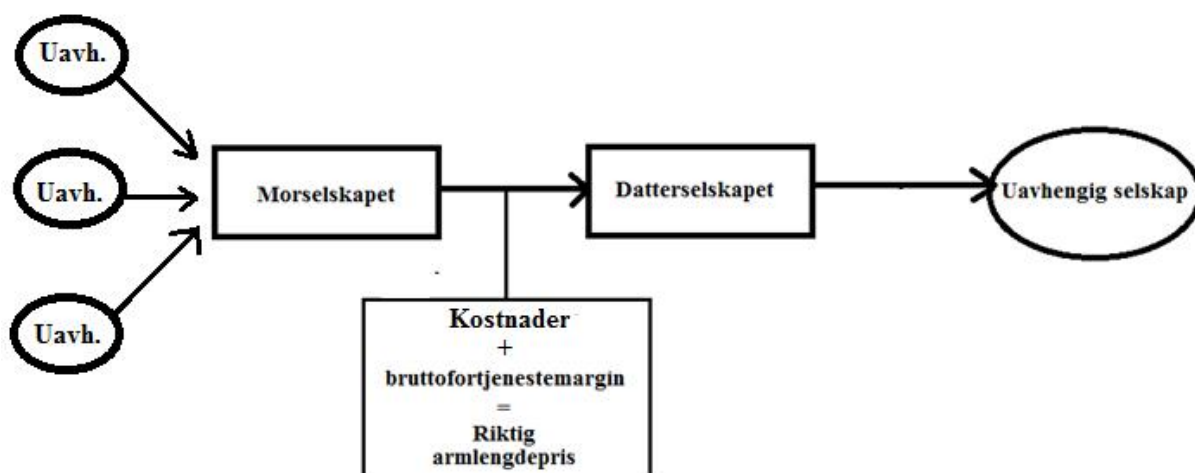 Uavh.
Uavh.
Uavh.
Morselskapet
Datterselskapet
Uavhengig selskap
Kostnader
+
bruttofortjenestemargin
=
Riktig
armlengdepris